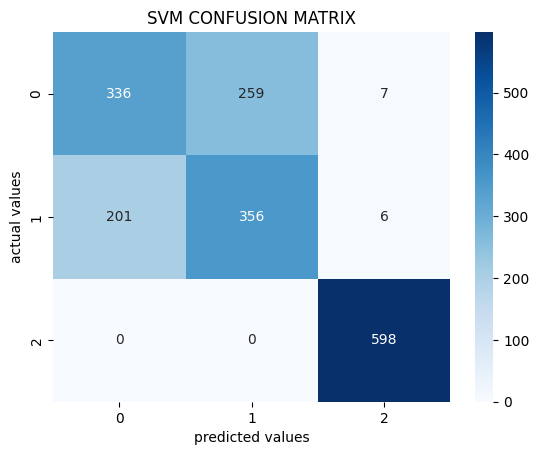 SVM CONFUSION MATRIX
actual values
0 336 259 7
1 201 356 6
2 0 0 598
0 1 2
predicted values
500
400
300
200
100
0